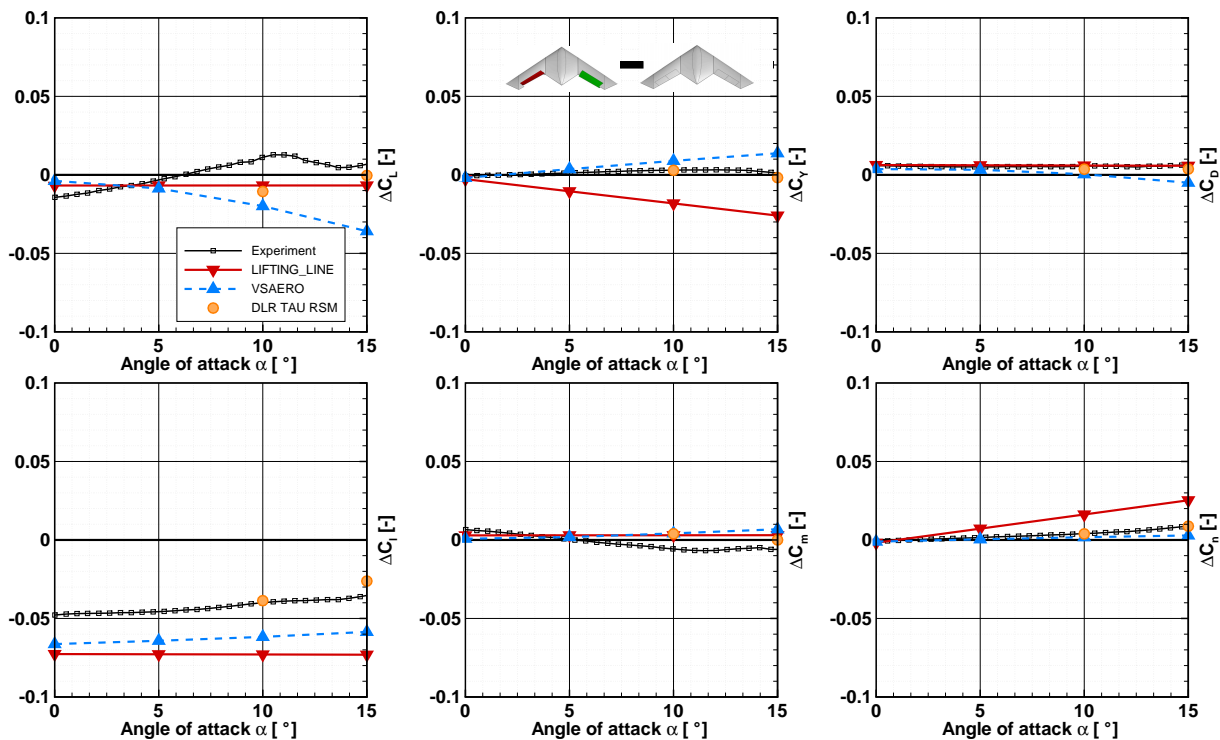 0.1
0.05
0
-0.05
-0.1
0 5 10 15
Angle of attack α [ °]
ΔC_L [-]
Experiment
LIFTING_LINE
VSAERO
DLR TAU RSM
0.1
0.05
0
-0.05
-0.1
0 5 10 15
Angle of attack α [ °]
ΔC_Y [-]
0.1
0.05
0
-0.05
-0.1
0 5 10 15
Angle of attack α [ °]
ΔC_D [-]
0.1
0.05
0
-0.05
-0.1
0 5 10 15
Angle of attack α [ °]
ΔC_l [-]
0.1
0.05
0
-0.05
-0.1
0 5 10 15
Angle of attack α [ °]
ΔC_m [-]
0.1
0.05
0
-0.05
-0.1
0 5 10 15
Angle of attack α [ °]
ΔC_n [-]